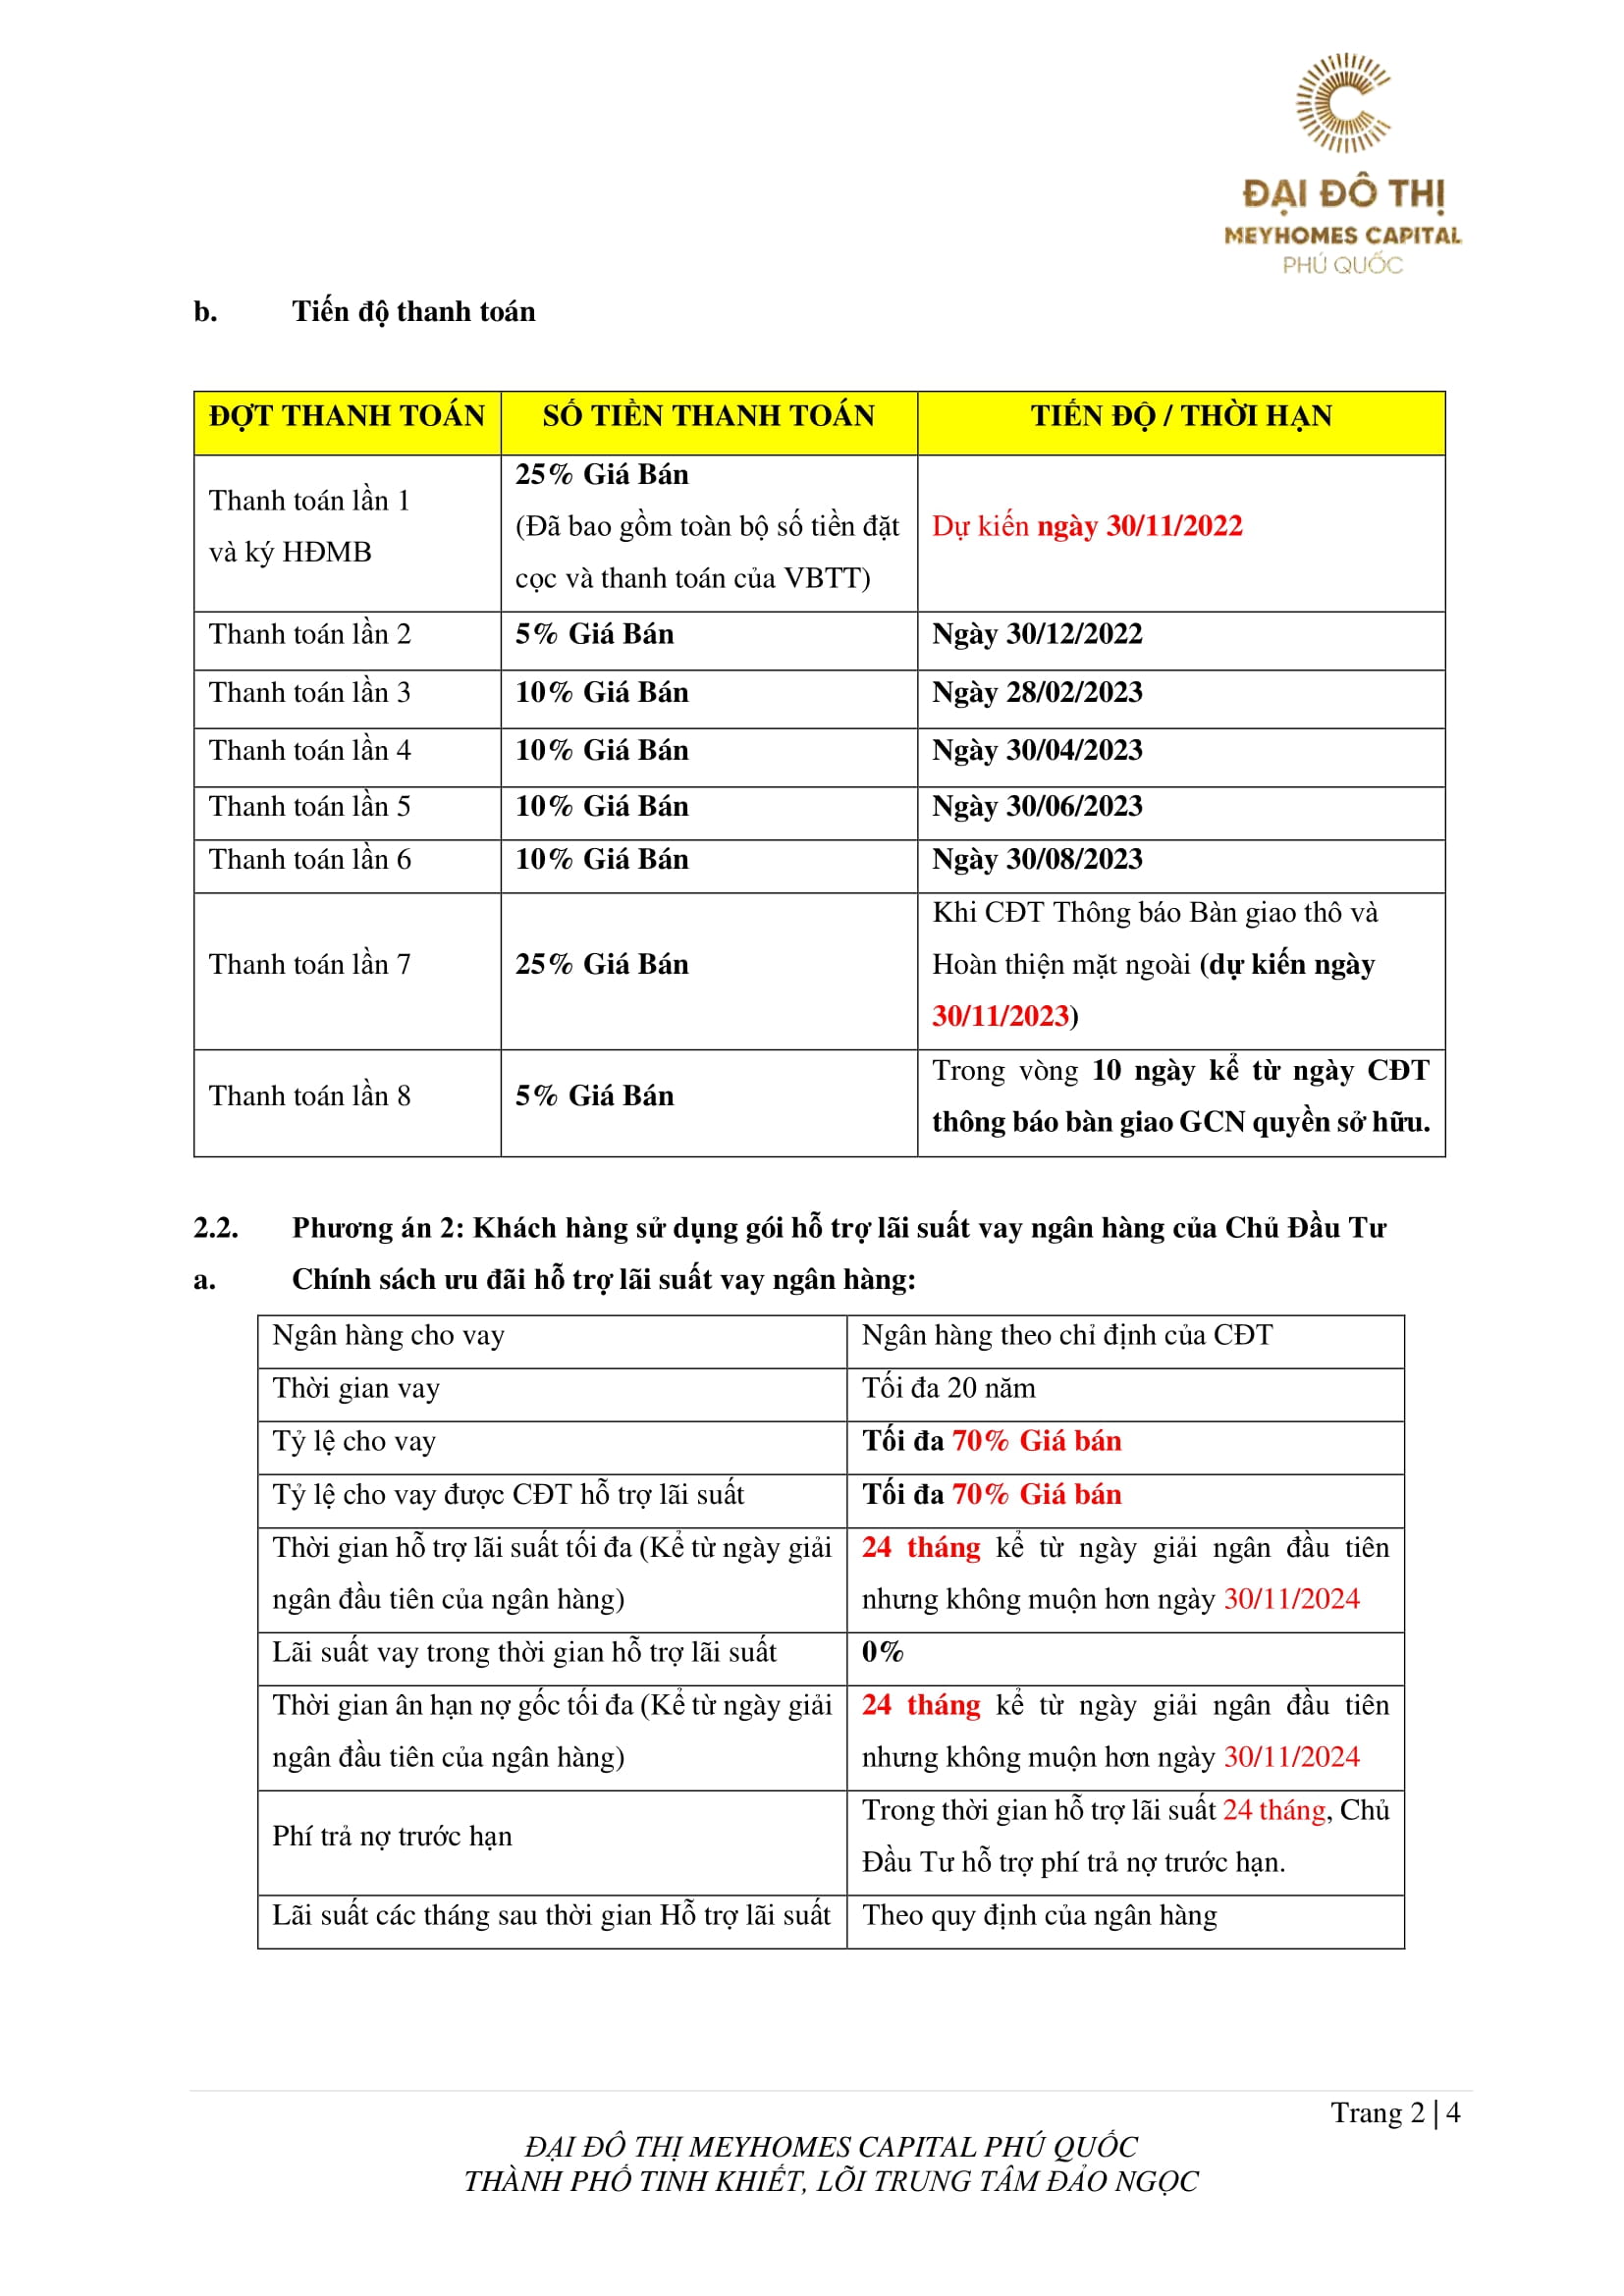 ĐẠI ĐÔ THỊ
MEYHOMES CAPITAL
PHÚ QUỐC
b. Tiến độ thanh toán
ĐỢT THANH TOÁN SỐ TIỀN THANH TOÁN TIẾN ĐỘ / THỜI HẠN
Thanh toán lần 1
và ký HĐMB
25% Giá Bán
(Đã bao gồm toàn bộ số tiền đặt
cọc và thanh toán của VBTT)
Dự kiến ngày 30/11/2022
Thanh toán lần 2 5% Giá Bán Ngày 30/12/2022
Thanh toán lần 3 10% Giá Bán Ngày 28/02/2023
Thanh toán lần 4 10% Giá Bán Ngày 30/04/2023
Thanh toán lần 5 10% Giá Bán Ngày 30/06/2023
Thanh toán lần 6 10% Giá Bán Ngày 30/08/2023
Thanh toán lần 7 25% Giá Bán
Khi CĐT Thông báo Bàn giao thô và
Hoàn thiện mặt ngoài (dự kiến ngày
30/11/2023)
Thanh toán lần 8 5% Giá Bán
Trong vòng 10 ngày kể từ ngày CĐT
thông báo bàn giao GCN quyền sở hữu.
2.2. Phương án 2: Khách hàng sử dụng gói hỗ trợ lãi suất vay ngân hàng của Chủ Đầu Tư
a. Chính sách ưu đãi hỗ trợ lãi suất vay ngân hàng:
Ngân hàng cho vay Ngân hàng theo chỉ định của CĐT
Thời gian vay Tối đa 20 năm
Tỷ lệ cho vay Tối đa 70% Giá bán
Tỷ lệ cho vay được CĐT hỗ trợ lãi suất Tối đa 70% Giá bán
Thời gian hỗ trợ lãi suất tối đa (Kể từ ngày giải
ngân đầu tiên của ngân hàng)
24 tháng kể từ ngày giải ngân đầu tiên
nhưng không muộn hơn ngày 30/11/2024
Lãi suất vay trong thời gian hỗ trợ lãi suất 0%
Thời gian ân hạn nợ gốc tối đa (Kể từ ngày giải
ngân đầu tiên của ngân hàng)
24 tháng kể từ ngày giải ngân đầu tiên
nhưng không muộn hơn ngày 30/11/2024
Phí trả nợ trước hạn
Trong thời gian hỗ trợ lãi suất 24 tháng, Chủ
Đầu Tư hỗ trợ phí trả nợ trước hạn.
Lãi suất các tháng sau thời gian Hỗ trợ lãi suất Theo quy định của ngân hàng
Trang 2 | 4
ĐẠI ĐÔ THỊ MEYHOMES CAPITAL PHÚ QUỐC
THÀNH PHỐ TINH KHIẾT, LÕI TRUNG TÂM ĐẢO NGỌC